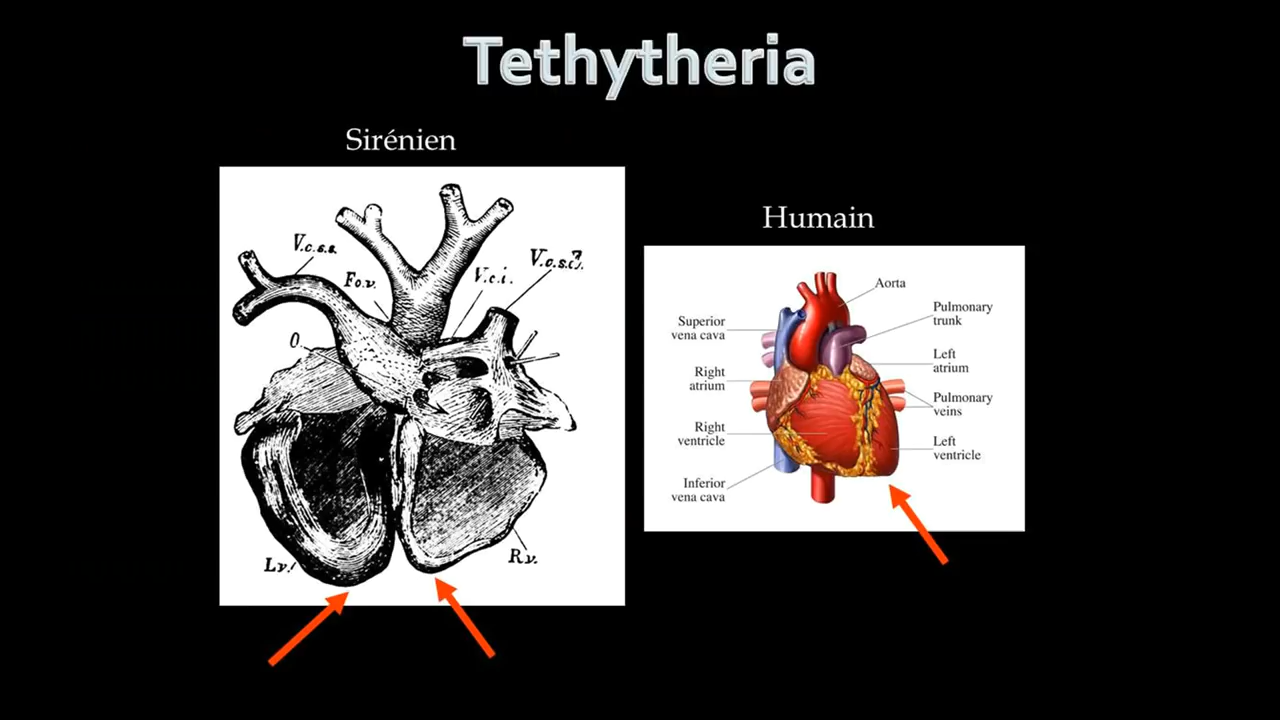 Tethytheria
Sirénien
V.c.s.s.
Fo.v.
V.c.i.
O.
Lv.
Rv.
Humain
Aorta
Pulmonary
trunk
Superior
vena cava
Left
atrium
Right
atrium
Pulmonary
veins
Right
ventricle
Left
ventricle
Inferior
vena cava